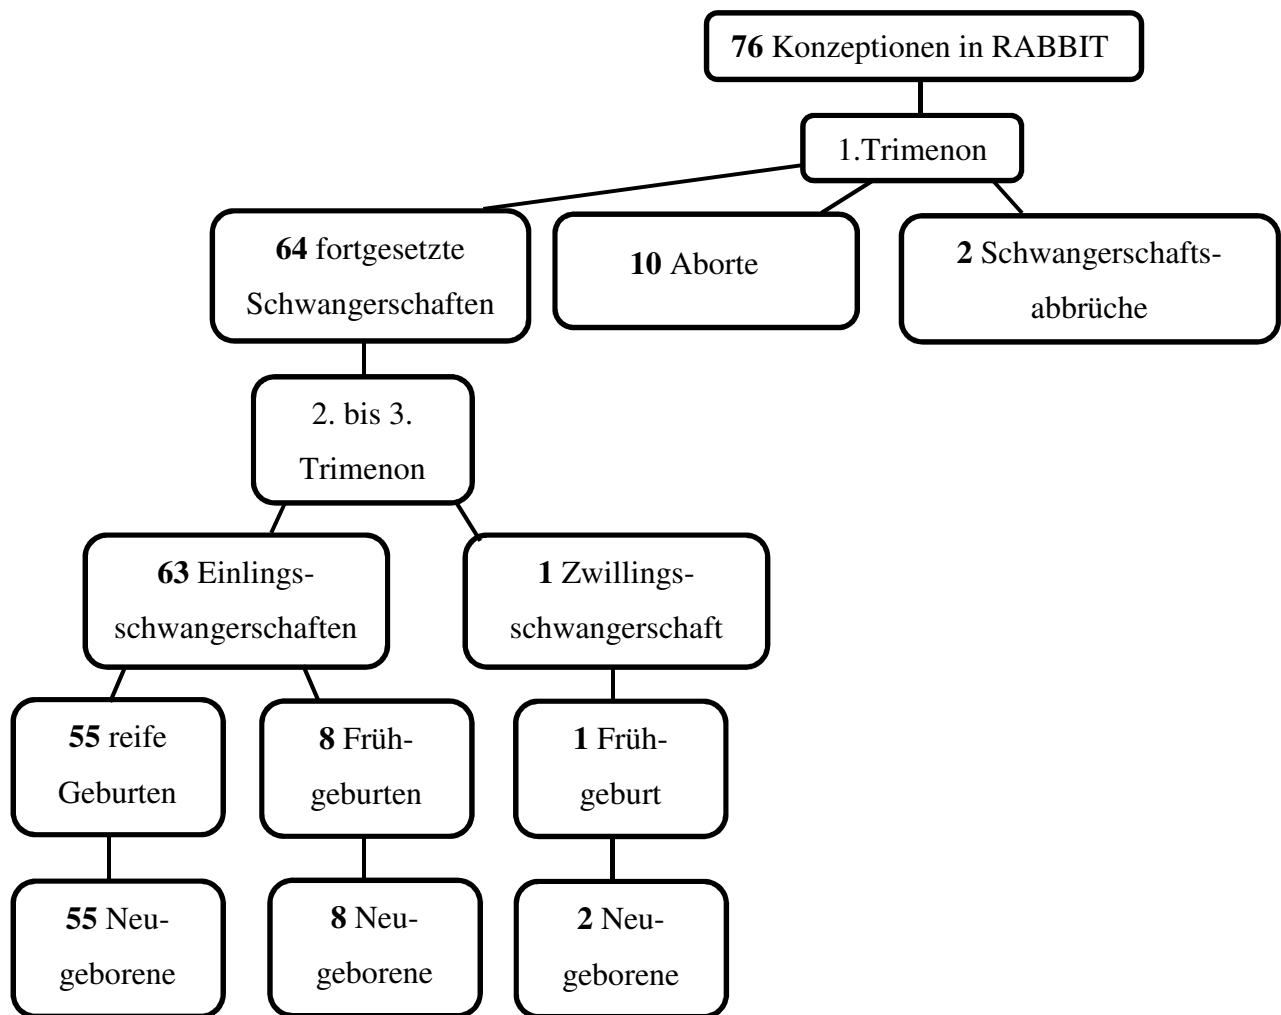 76 Konzeptionen in RABBIT
1.Trimenon
64 fortgesetzte
Schwangerschaften
10 Aborte
2 Schwangerschafts-
abbrüche
2. bis 3.
Trimenon
63 Einlings-
schwangerschaften
1 Zwillings-
schwangerschaft
55 reife
Geburten
8 Früh-
geburten
1 Früh-
geburt
55 Neu-
geborene
8 Neu-
geborene
2 Neu-
geborene